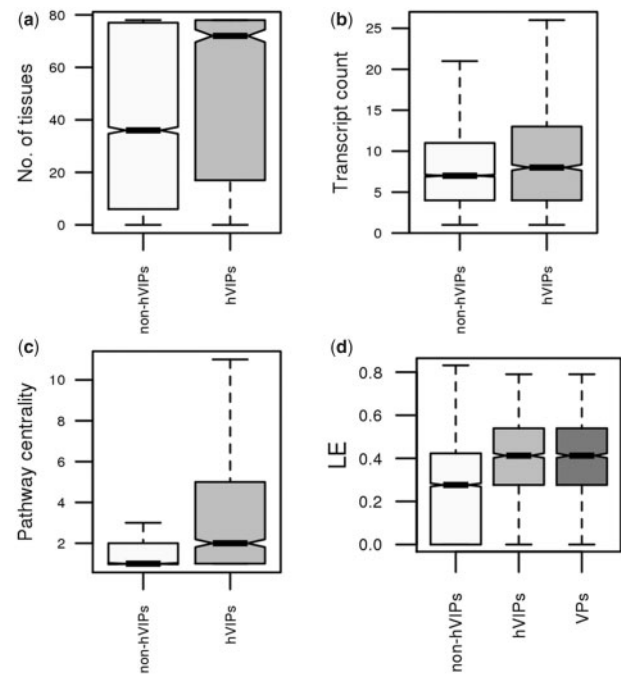 (a)
No. of tissues
80
60
40
20
0
non-hVIPs
hVIPs
(b)
Transcript count
25
20
15
10
5
0
non-hVIPs
hVIPs
(c)
Pathway centrality
10
8
6
4
2
non-hVIPs
hVIPs
(d)
LE
0.8
0.6
0.4
0.2
0.0
non-hVIPs
hVIPs
VPs